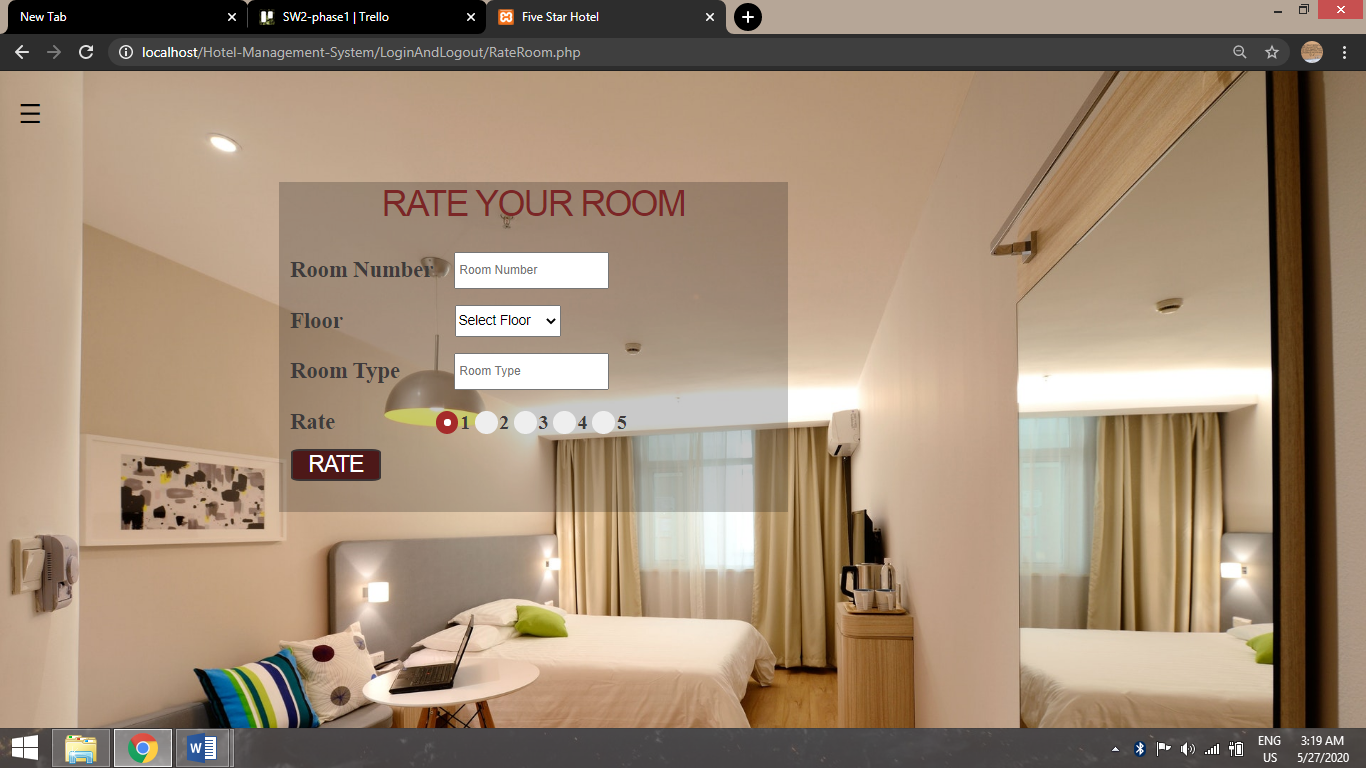 New Tab
SW2-phase1 | Trello
Five Star Hotel
localhost/Hotel-Management-System/LoginAndLogout/RateRoom.php
RATE YOUR ROOM
Room Number
Room Number
Floor
Select Floor
Room Type
Room Type
Rate 1 2 3 4 5
RATE
ENG 3:19 AM
US 5/27/2020